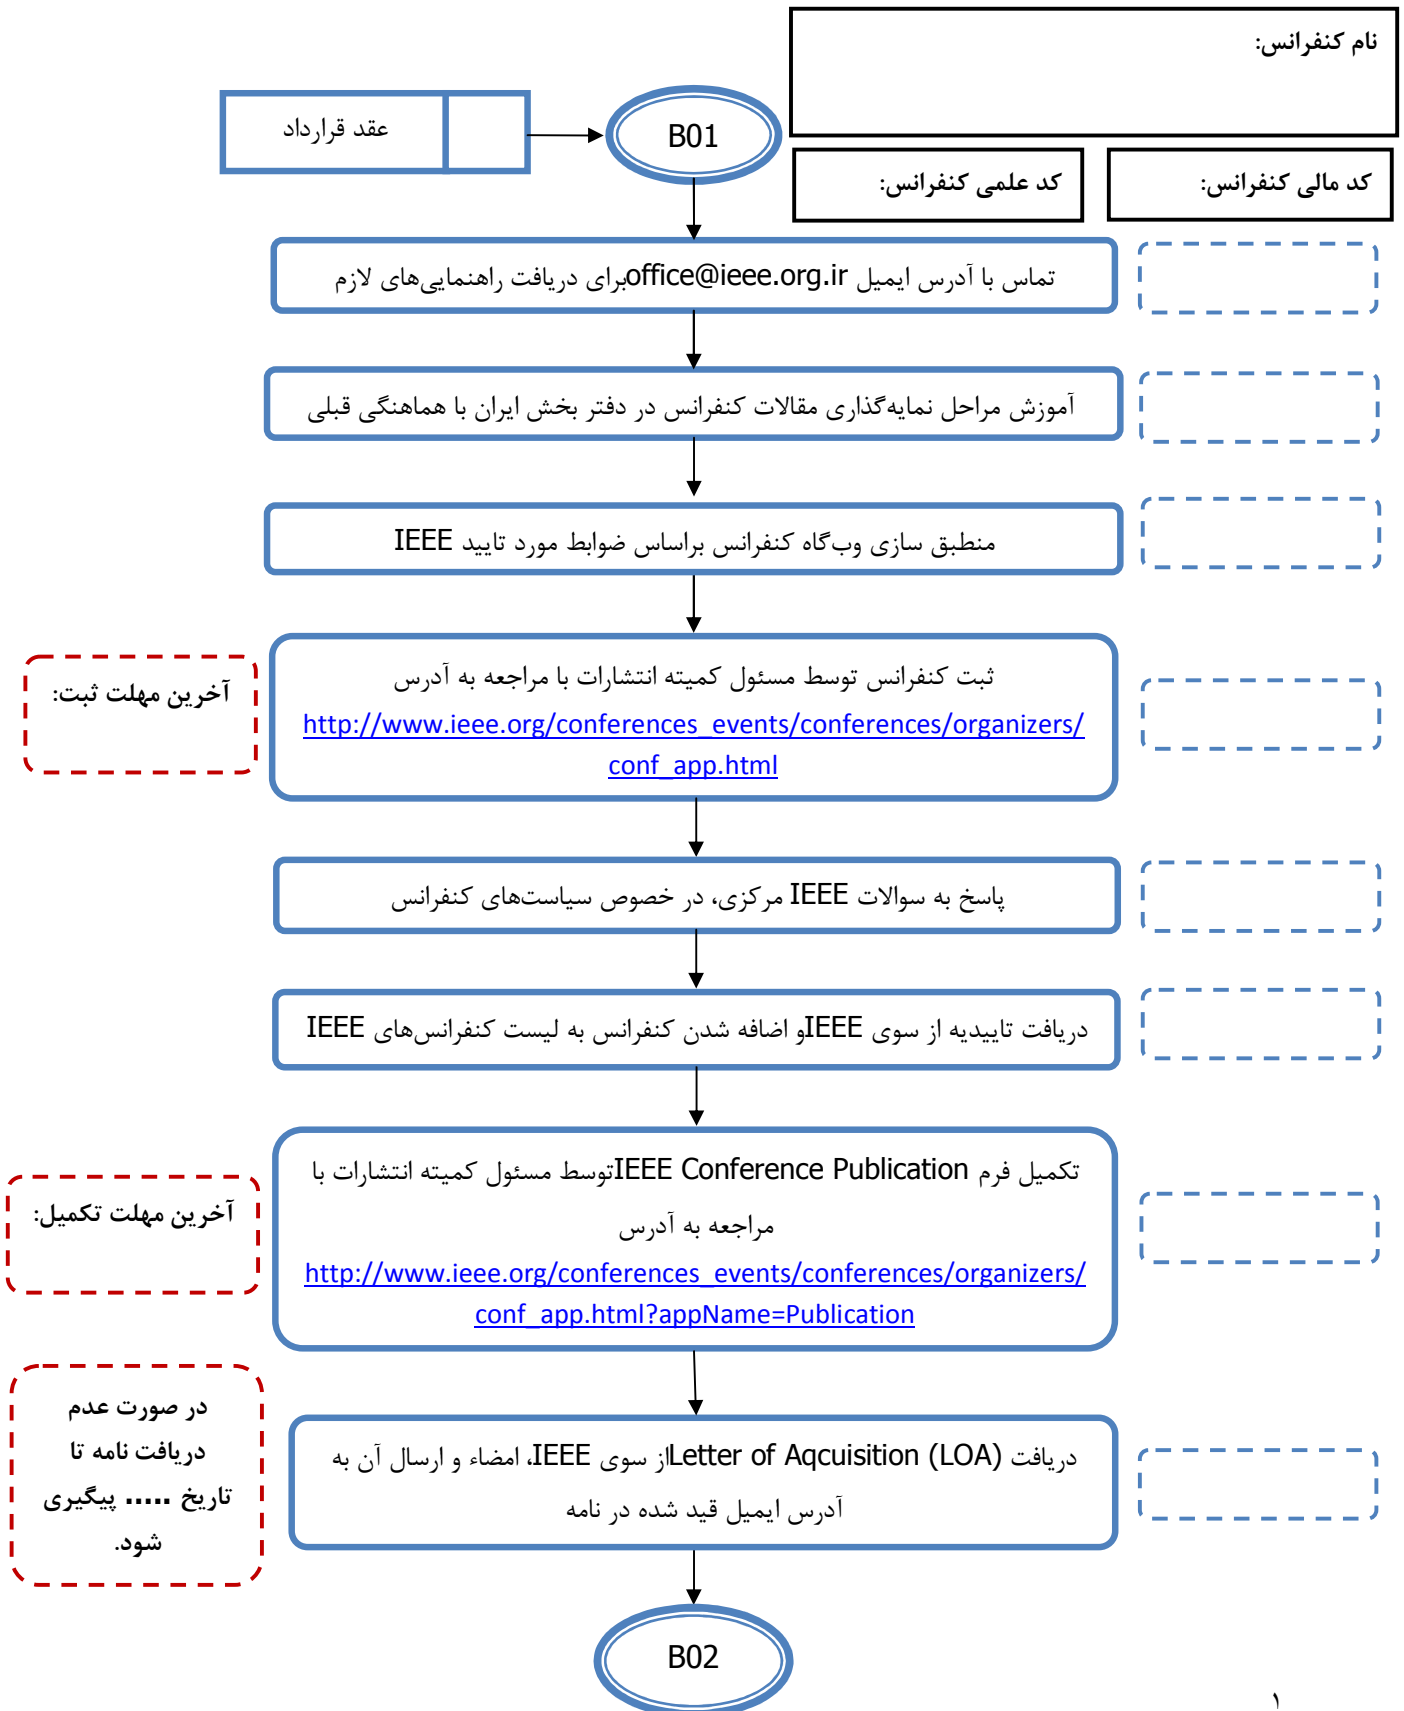 نام کنفرانس:
عقد قرارداد
B01
کد مالی کنفرانس:
کد علمی کنفرانس:
تماس با آدرس ایمیل office@ieee.org.irبرای دریافت راهنمایی‌های لازم
آموزش مراحل نمایه‌گذاری مقالات کنفرانس در دفتر بخش ایران با هماهنگی قبلی
منطبق سازی وب‌گاه کنفرانس براساس ضوابط مورد تایید IEEE
ثبت کنفرانس توسط مسئول کمیته انتشارات با مراجعه به آدرس
http://www.ieee.org/conferences_events/conferences/organizers/
conf_app.html
آخرین مهلت ثبت:
پاسخ به سوالات IEEE مرکزی، در خصوص سیاست‌های کنفرانس
دریافت تاییدیه از سوی IEEEو اضافه شدن کنفرانس به لیست کنفرانس‌های IEEE
تکمیل فرم IEEE Conference Publicationتوسط مسئول کمیته انتشارات با
مراجعه به آدرس
http://www.ieee.org/conferences_events/conferences/organizers/
conf_app.html?appName=Publication
آخرین مهلت تکمیل:
دریافت Letter of Aqcuisition (LOA)از سوی IEEE، امضاء و ارسال آن به
آدرس ایمیل قید شده در نامه
در صورت عدم
دریافت نامه تا
تاریخ ..... پیگیری
شود.
B02
۱